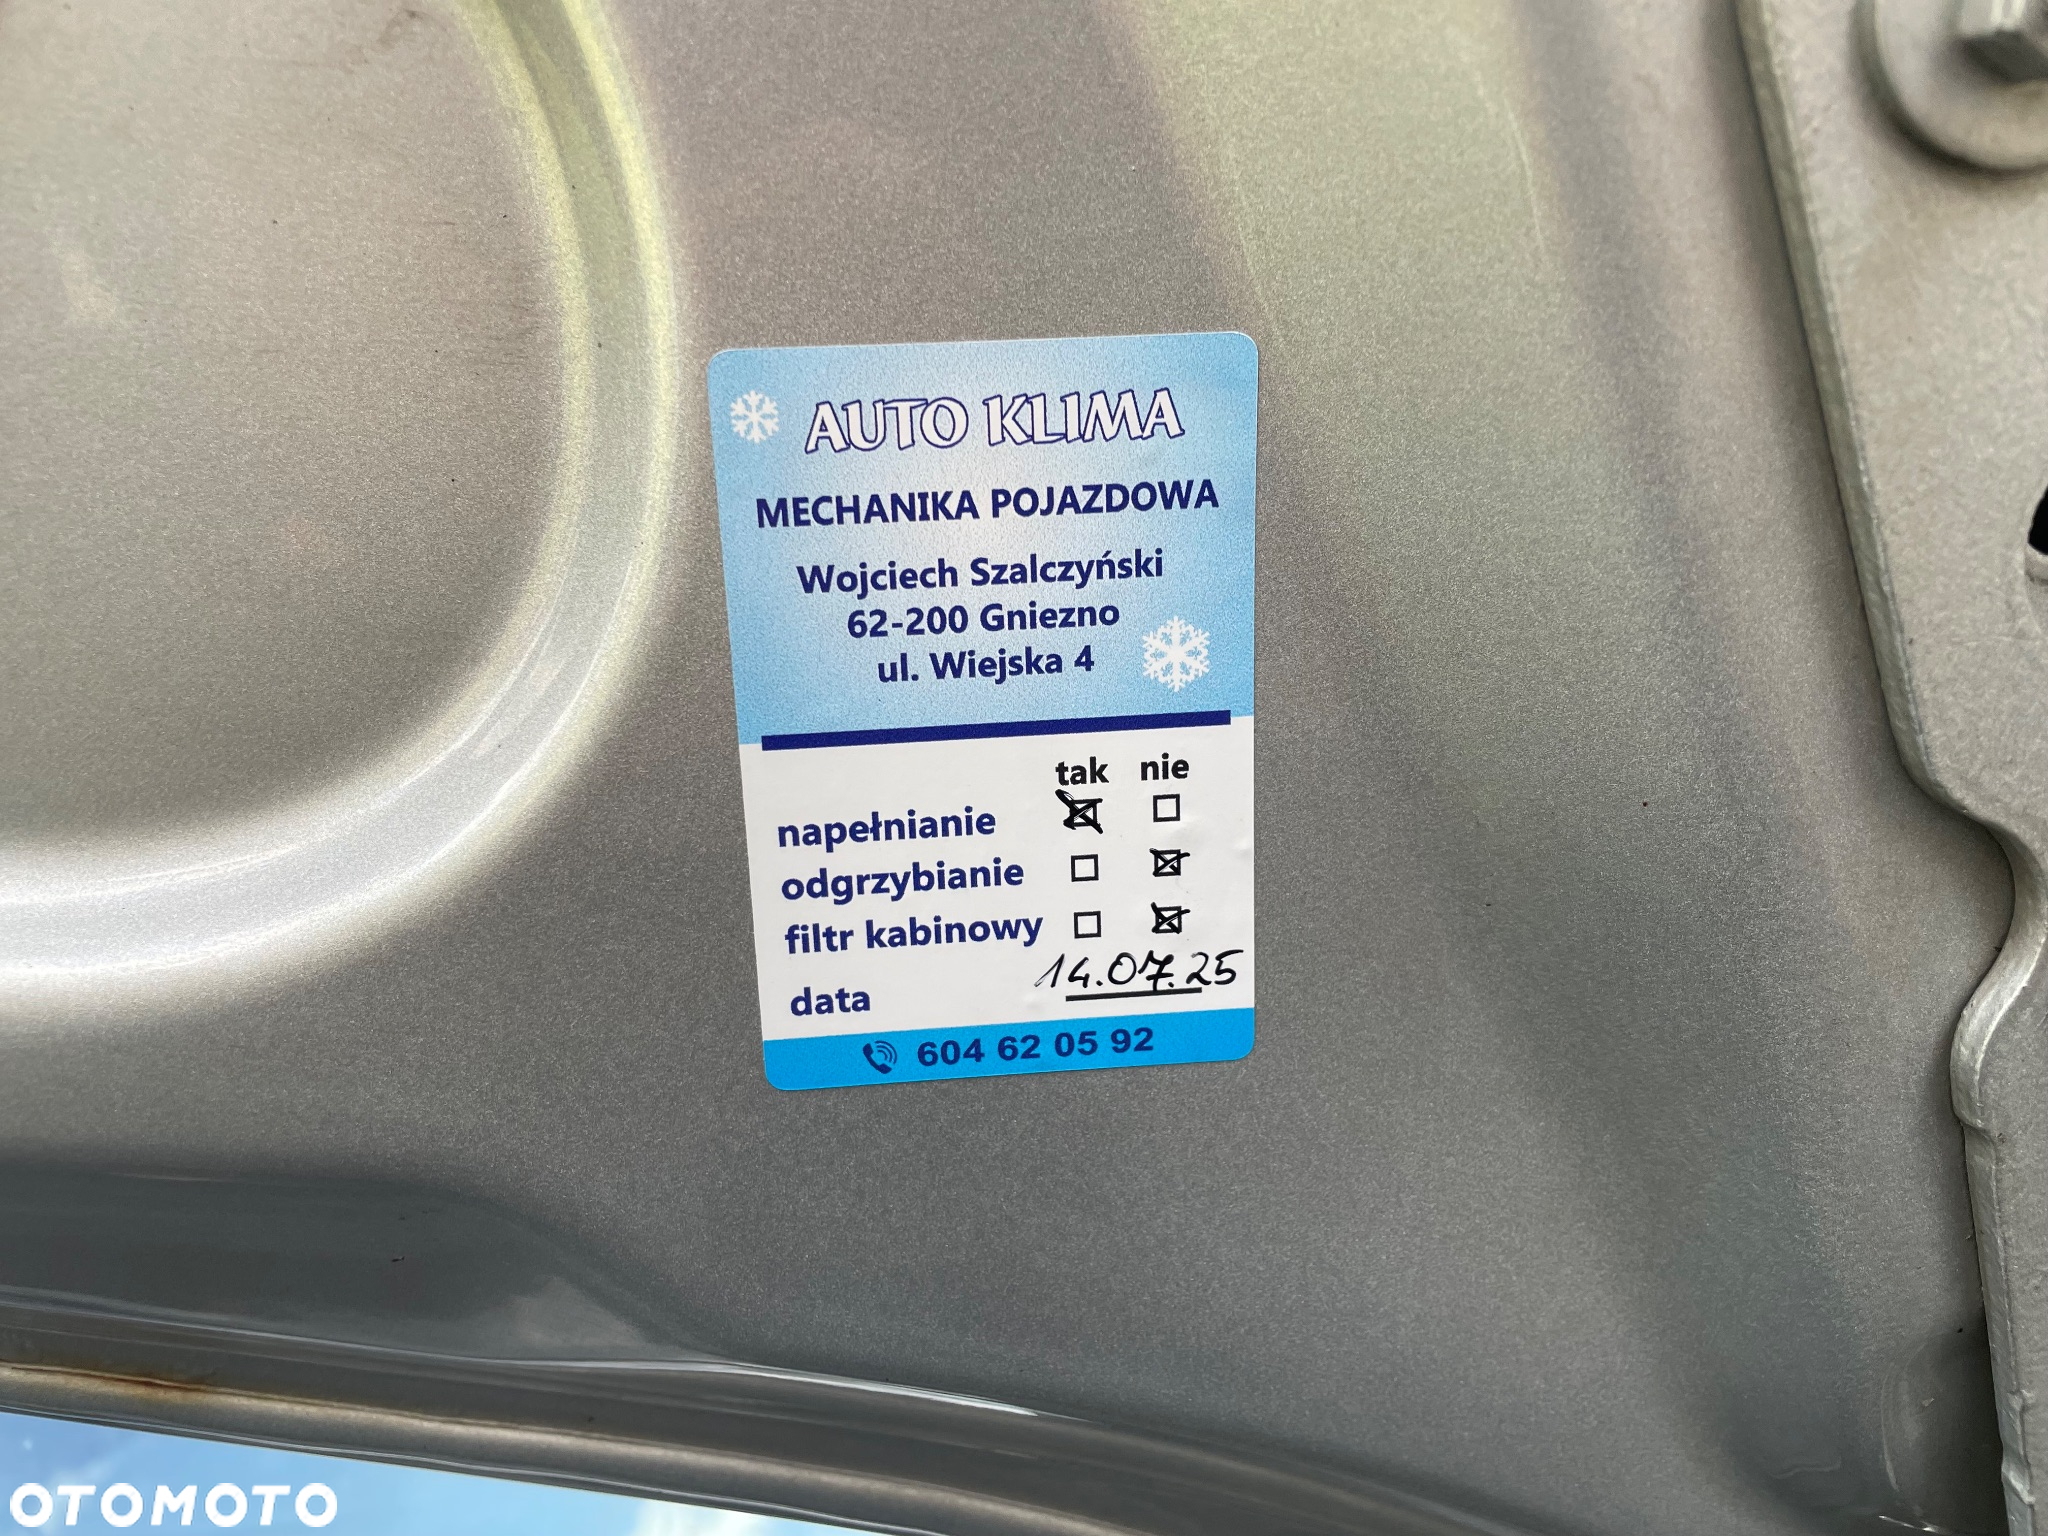 AUTO KLIMA
MECHANIKA POJAZDOWA
Wojciech Szalczyński
62-200 Gniezno
ul. Wiejska 4
tak nie
napełnianie
odgrzybianie
filtr kabinowy
data 14.07.25
604 62 05 92
OTOMOTO